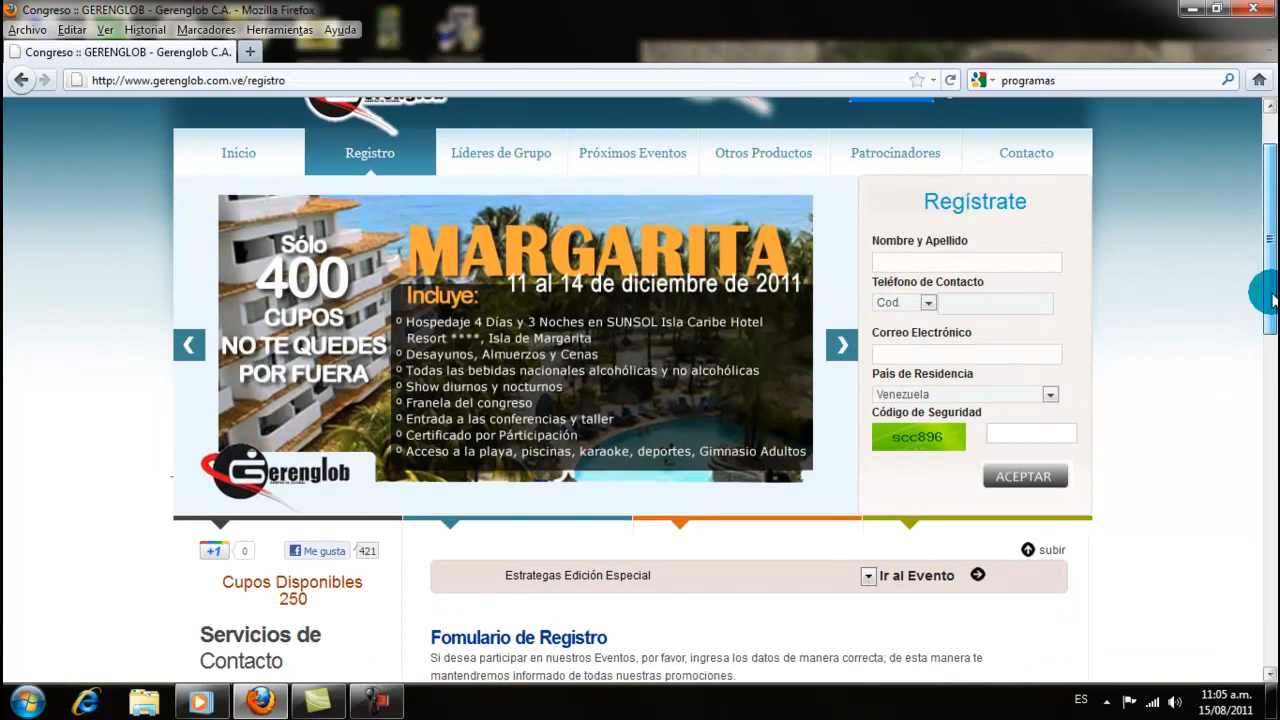 Congreso :: GERENGLOB - Gerenglob C.A. - Mozilla Firefox
Archivo Editar Ver Historial Marcadores Herramientas Ayuda
Congreso :: GERENGLOB - Gerenglob C.A. +
http://www.gerenglob.com.ve/registro programas
Inicio Registro Líderes de Grupo Próximos Eventos Otros Productos Patrocinadores Contacto
Sólo
400
CUPOS
NO TE QUEDES
POR FUERA
MARGARITA
11 al 14 de diciembre de 2011
Incluye:
º Hospedaje 4 Días y 3 Noches en SUNSOL Isla Caribe Hotel
Resort ****, Isla de Margarita
º Desayunos, Almuerzos y Cenas
º Todas las bebidas nacionales alcohólicas y no alcohólicas
º Show diurnos y nocturnos
º Franela del congreso
º Entrada a las conferencias y taller
º Certificado por Párticipación
º Acceso a la playa, piscinas, karaoke, deportes, Gimnasio Adultos
Gerenglob
Regístrate
Nombre y Apellido
Teléfono de Contacto
Cod.
Correo Electrónico
Pais de Residencia
Venezuela
Código de Seguridad
scc896
ACEPTAR
+1 0 Me gusta 421
Cupos Disponibles
250
Servicios de
Contacto
subir
Estrategas Edición Especial Ir al Evento
Fomulario de Registro
Si desea participar en nuestros Eventos, por favor, ingresa los datos de manera correcta; de esta manera te
mantendremos informado de todas nuestras promociones.
ES 11:05 a.m.
15/08/2011